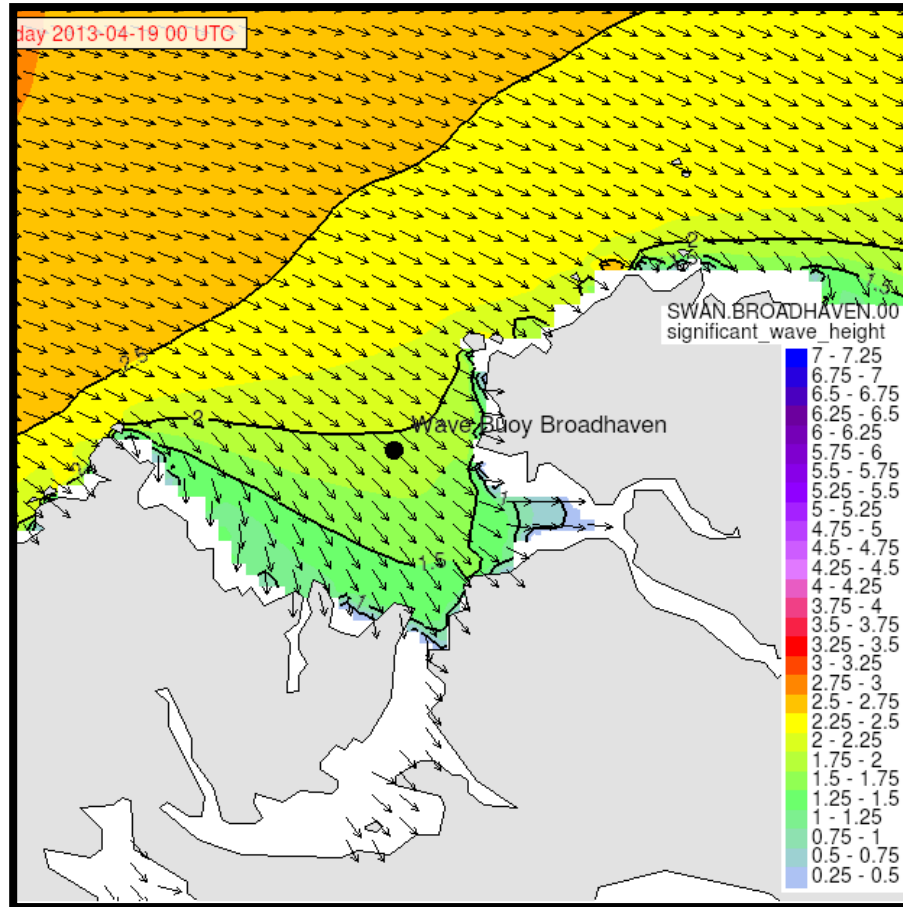 day 2013-04-19 00 UTC
2
2.5
2
1.5
Wave Buoy Broadhaven
1
1.5
1
SWAN.BROADHAVEN.00
significant_wave_height
7 - 7.25
6.75 - 7
6.5 - 6.75
6.25 - 6.5
6 - 6.25
5.75 - 6
5.5 - 5.75
5.25 - 5.5
5 - 5.25
4.75 - 5
4.5 - 4.75
4.25 - 4.5
4 - 4.25
3.75 - 4
3.5 - 3.75
3.25 - 3.5
3 - 3.25
2.75 - 3
2.5 - 2.75
2.25 - 2.5
2 - 2.25
1.75 - 2
1.5 - 1.75
1.25 - 1.5
1 - 1.25
0.75 - 1
0.5 - 0.75
0.25 - 0.5